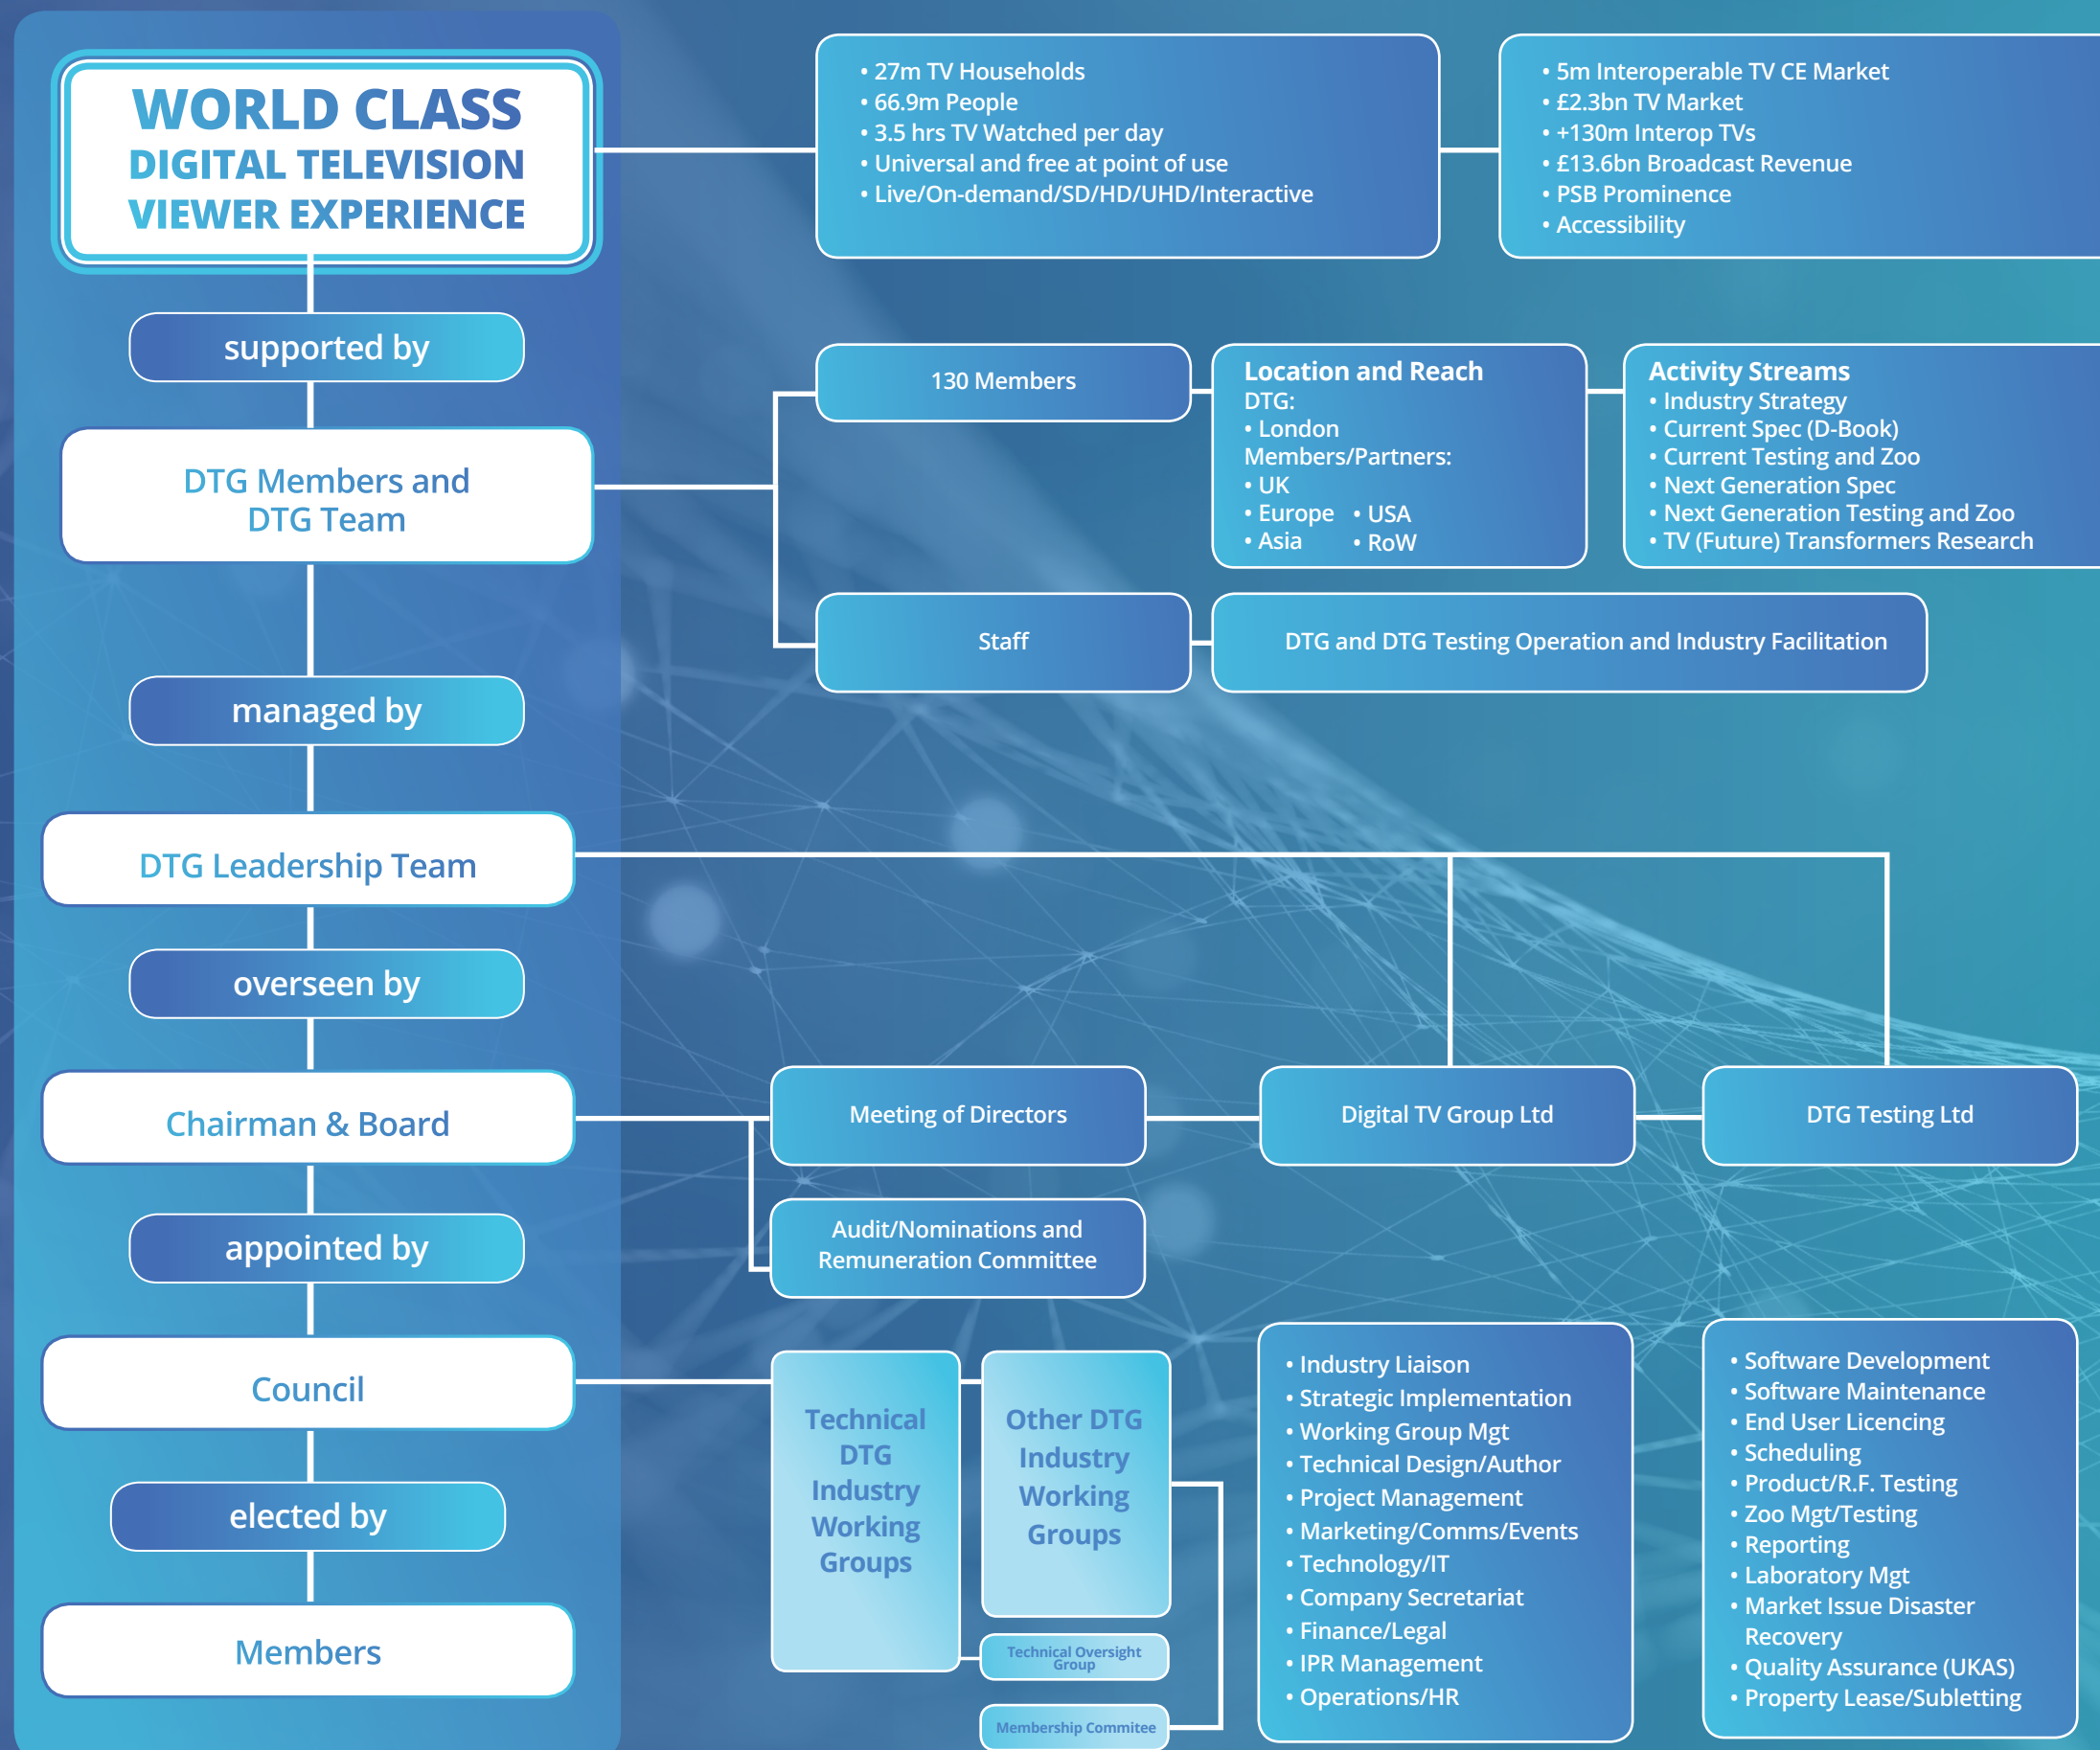 WORLD CLASS
DIGITAL TELEVISION
VIEWER EXPERIENCE
supported by
DTG Members and
DTG Team
managed by
DTG Leadership Team
overseen by
Chairman & Board
appointed by
Council
elected by
Members
• 27m TV Households
• 66.9m People
• 3.5 hrs TV Watched per day
• Universal and free at point of use
• Live/On-demand/SD/HD/UHD/Interactive
• 5m Interoperable TV CE Market
• £2.3bn TV Market
• +130m Interop TVs
• £13.6bn Broadcast Revenue
• PSB Prominence
• Accessibility
130 Members
Location and Reach
DTG:
• London
Members/Partners:
• UK
• Europe • USA
• Asia • RoW
Activity Streams
• Industry Strategy
• Current Spec (D-Book)
• Current Testing and Zoo
• Next Generation Spec
• Next Generation Testing and Zoo
• TV (Future) Transformers Research
Staff
DTG and DTG Testing Operation and Industry Facilitation
Meeting of Directors
Digital TV Group Ltd
DTG Testing Ltd
Audit/Nominations and
Remuneration Committee
Technical
DTG
Industry
Working
Groups
Other DTG
Industry
Working
Groups
Technical Oversight
Group
Membership Commitee
• Industry Liaison
• Strategic Implementation
• Working Group Mgt
• Technical Design/Author
• Project Management
• Marketing/Comms/Events
• Technology/IT
• Company Secretariat
• Finance/Legal
• IPR Management
• Operations/HR
• Software Development
• Software Maintenance
• End User Licencing
• Scheduling
• Product/R.F. Testing
• Zoo Mgt/Testing
• Reporting
• Laboratory Mgt
• Market Issue Disaster
Recovery
• Quality Assurance (UKAS)
• Property Lease/Subletting